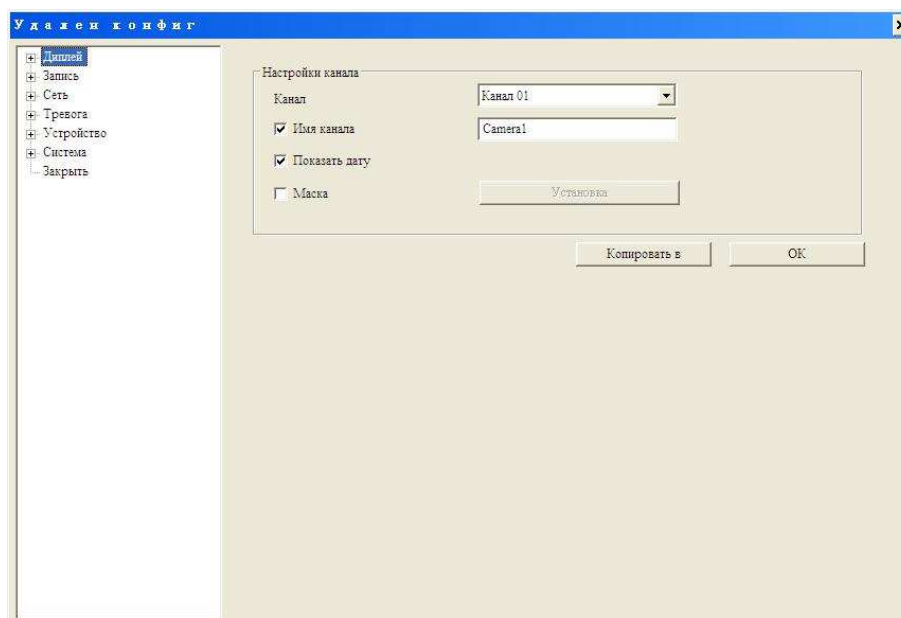 Удален конфиг
Диплей
Запись
Сеть
Тревога
Устройство
Система
Закрыть
Настройки канала
Канал
Канал 01
Имя канала
Camera1
Показать дату
Маска
Установка
Копировать в
OK